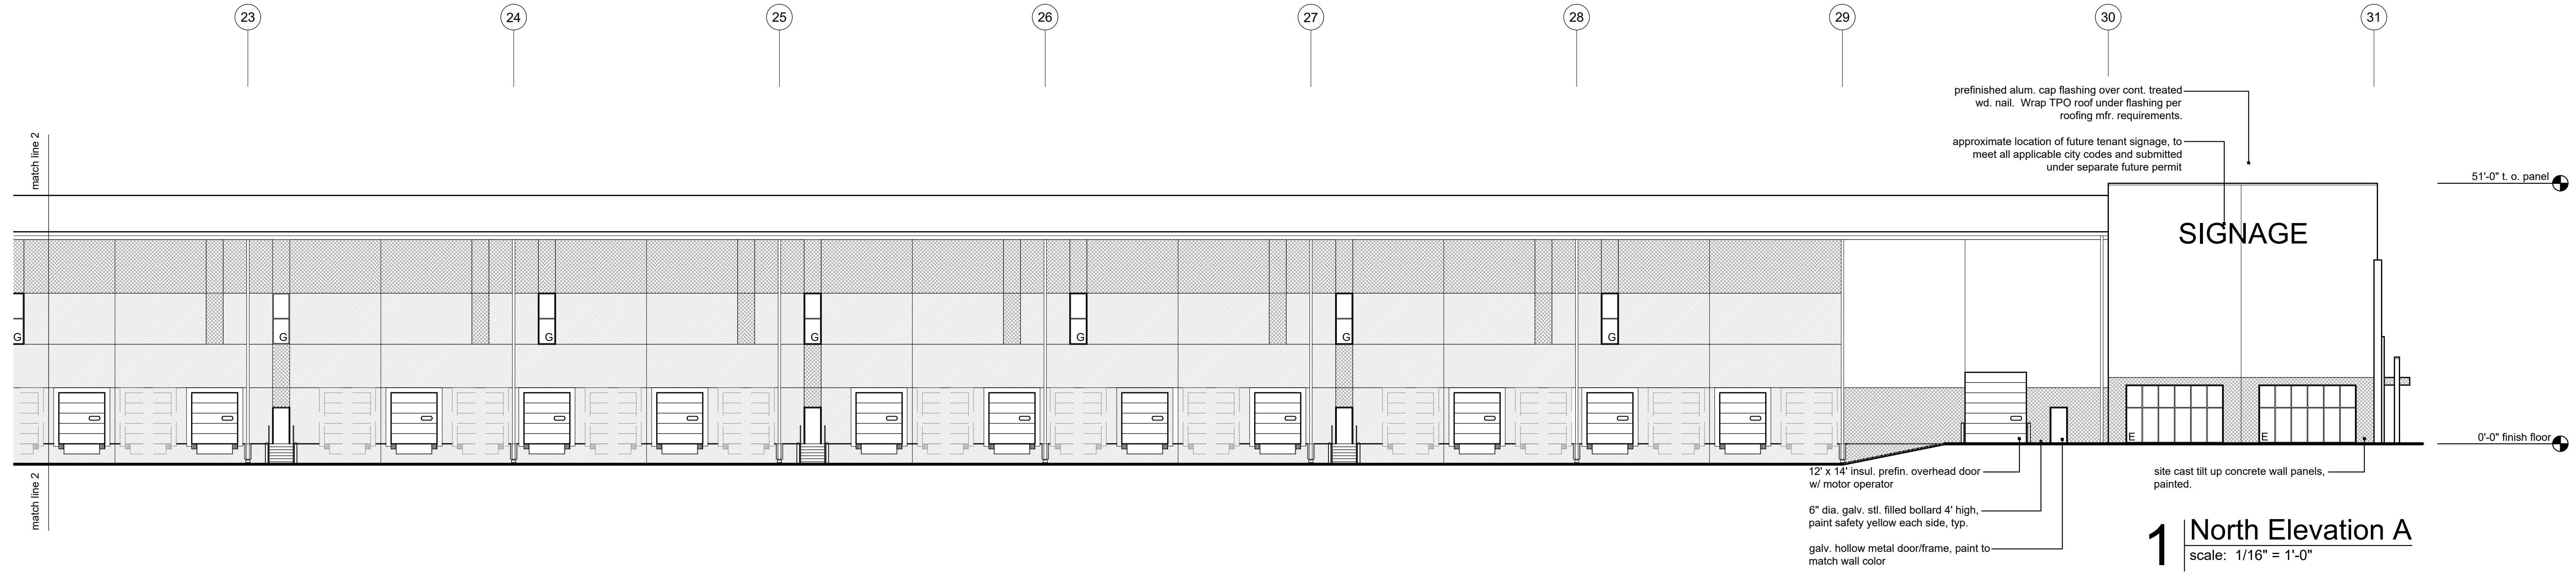 23
24
25
26
27
28
29
30
31
match line 2
prefinished alum. cap flashing over cont. treated
wd. nail. Wrap TPO roof under flashing per
roofing mfr. requirements.
approximate location of future tenant signage, to
meet all applicable city codes and submitted
under separate future permit
51'-0" t. o. panel
SIGNAGE
G
G
G
G
G
G
G
E
E
0'-0" finish floor
match line 2
12' x 14' insul. prefin. overhead door
w/ motor operator
6" dia. galv. stl. filled bollard 4' high,
paint safety yellow each side, typ.
galv. hollow metal door/frame, paint to
match wall color
site cast tilt up concrete wall panels,
painted.
1
North Elevation A
scale: 1/16" = 1'-0"